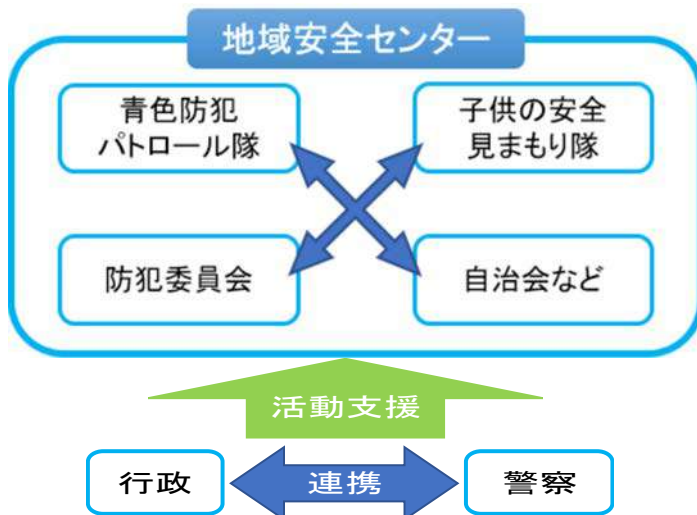 地域安全センター
青色防犯
パトロール隊
子供の安全
見まもり隊
防犯委員会
自治会など
活動支援
行政
連携
警察